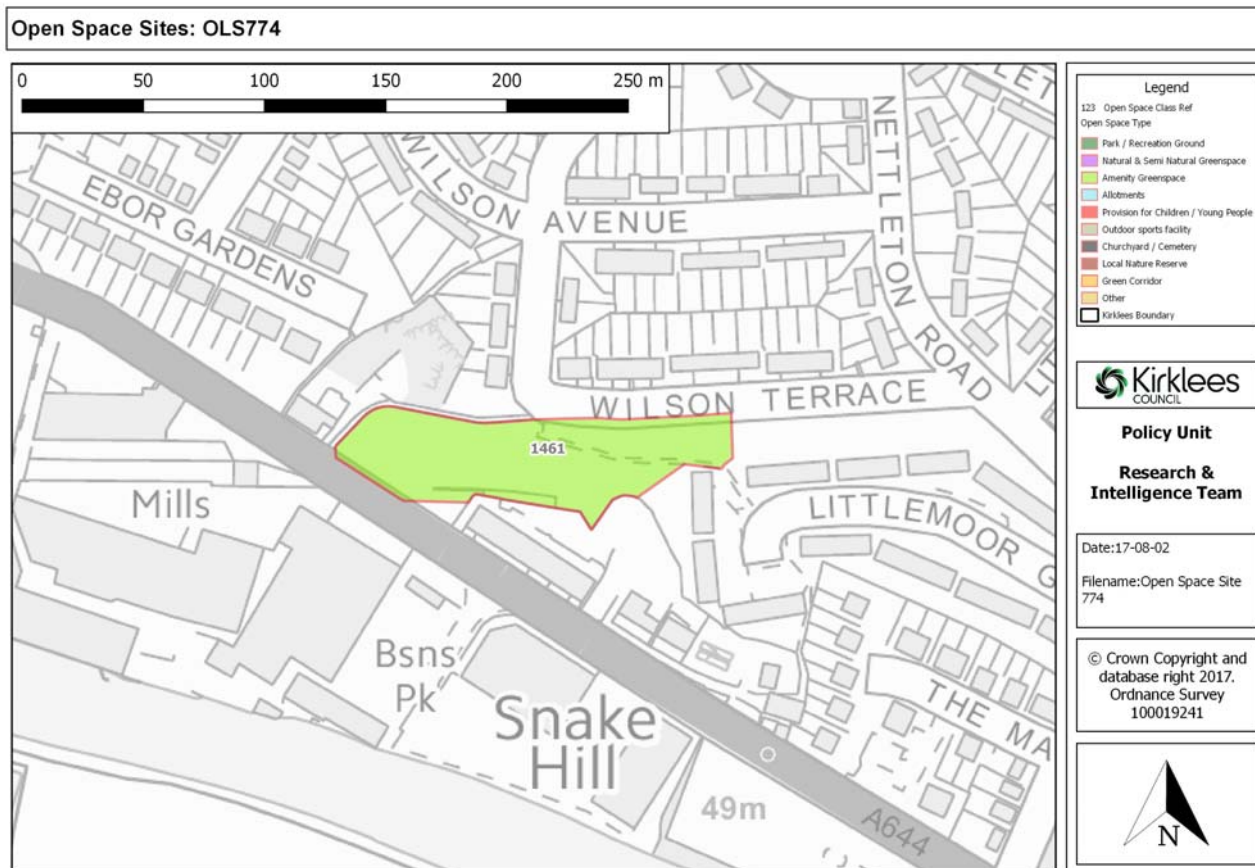 Open Space Sites: OLS774
0 50 100 150 200 250 m
WILSON AVENUE
NETTLETON ROAD
EBOR GARDENS
WILSON TERRACE
1461
LITTLEMOOR G
Mills
Bsns
Pk
Snake
Hill
THE MA
49m
A644
Legend
123 Open Space Class Ref
Open Space Type
Park / Recreation Ground
Natural & Semi Natural Greenspace
Amenity Greenspace
Allotments
Provision for Children / Young People
Outdoor sports facility
Churchyard / Cemetery
Local Nature Reserve
Green Corridor
Other
Kirklees Boundary
Kirklees
COUNCIL
Policy Unit
Research &
Intelligence Team
Date:17-08-02
Filename:Open Space Site
774
© Crown Copyright and
database right 2017.
Ordnance Survey
100019241
N